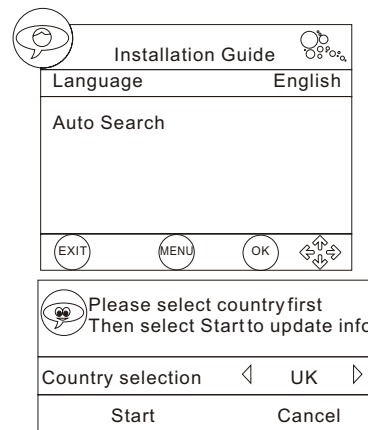 Installation Guide
Language English
Auto Search
EXIT MENU OK
Please select country first
Then select Start to update info
Country selection UK
Start Cancel